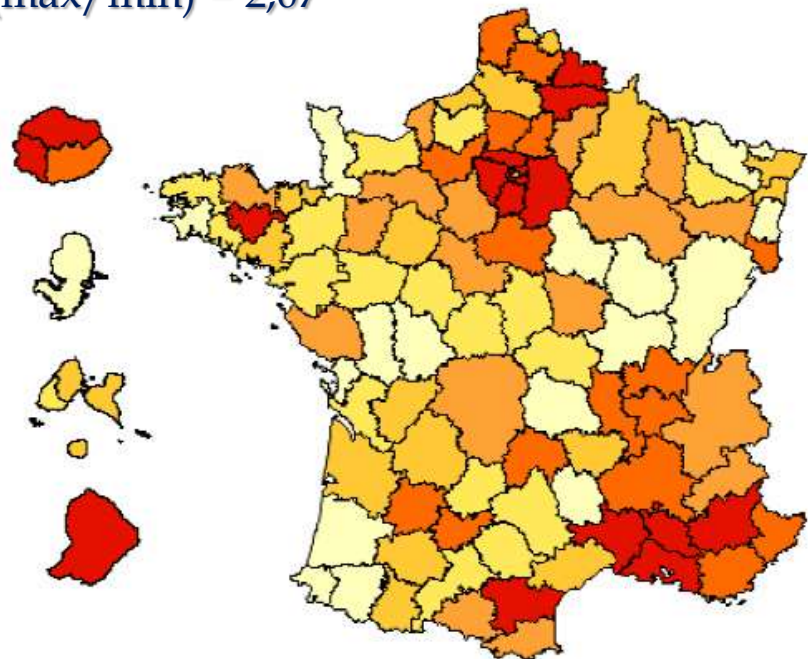 max/min) = 2,67